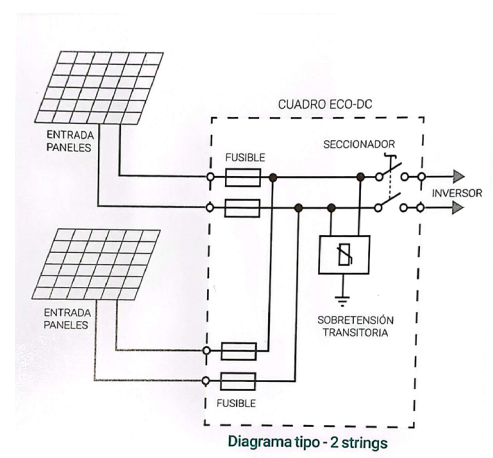 CUADRO ECO-DC
SECCIONADOR
ENTRADA
PANELES
FUSIBLE
INVERSOR
ENTRADA
PANELES
SOBRETENSIÓN
TRANSITORIA
FUSIBLE
Diagrama tipo - 2 strings